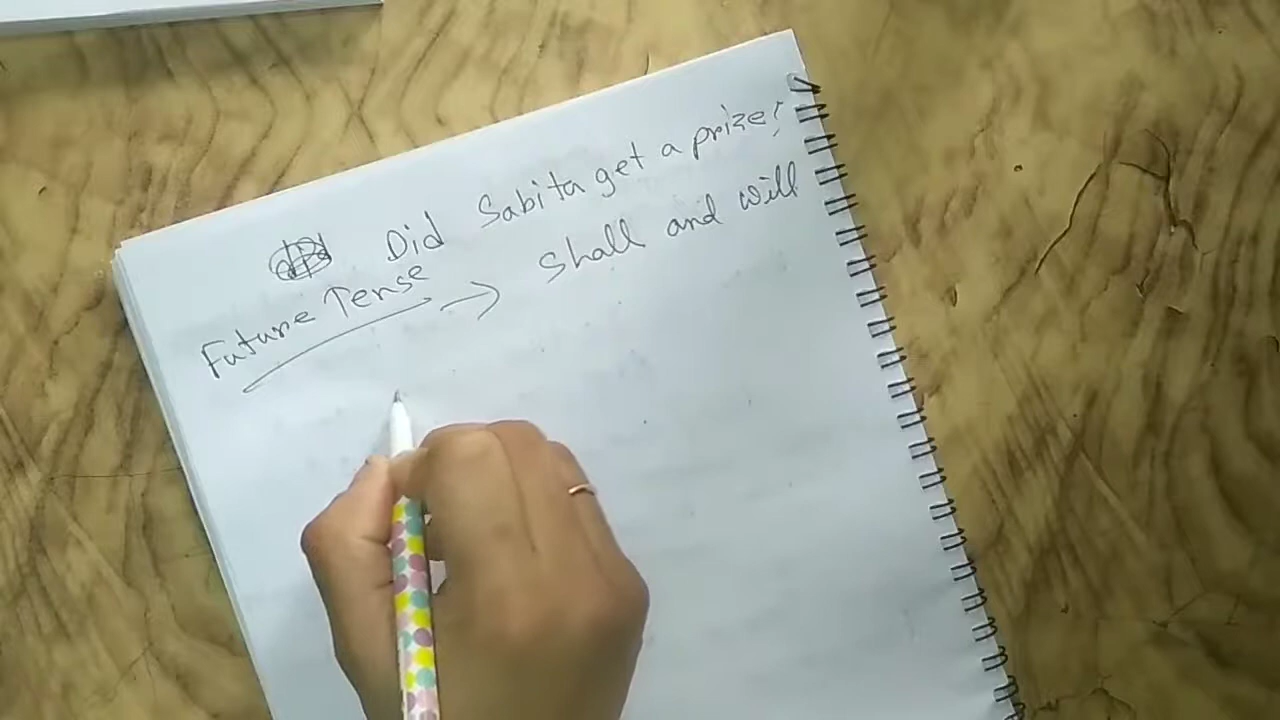 Did Sabita get a prize?
Future Tense → Shall and will